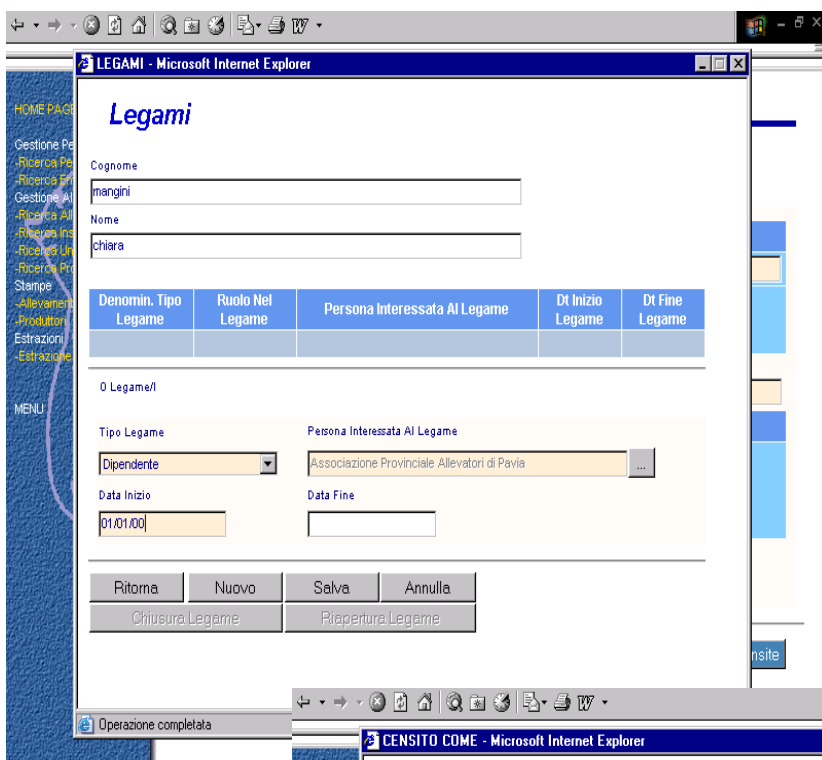 LEGAMI - Microsoft Internet Explorer
HOME PAGE
Gestione Pe
-Ricerca Pe
-Ricerca En
Gestione Al
-Ricerca All
-Ricerca Ins
-Ricerca Un
-Ricerca Pro
Stampe
-Allevament
-Produttori
Estrazioni
-Estrazione
MENU'
Legami
Cognome
mangini
Nome
chiara
Denomin. Tipo Legame
Ruolo Nel Legame
Persona Interessata Al Legame
Dt Inizio Legame
Dt Fine Legame
0 Legame/I
Tipo Legame
Persona Interessata Al Legame
Dipendente
Associazione Provinciale Allevatori di Pavia
...
Data Inizio
Data Fine
01/01/00
Ritorna
Nuovo
Salva
Annulla
Chiusura Legame
Riapertura Legame
nsite
Operazione completata
CENSITO COME - Microsoft Internet Explorer